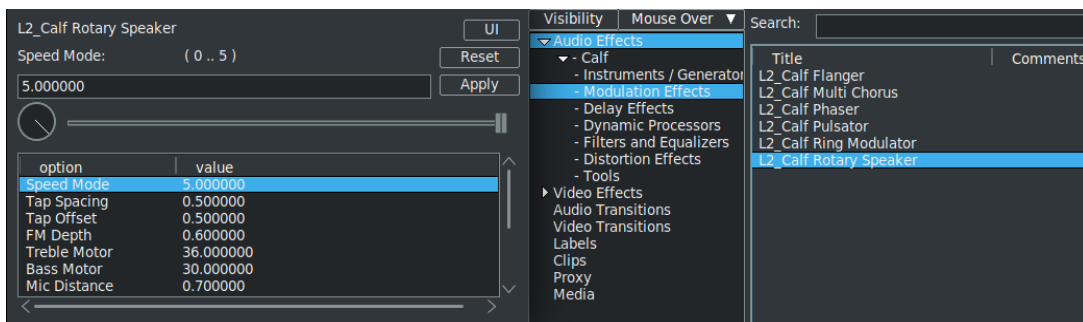 L2_Calf Rotary Speaker
UI
Speed Mode: ( 0 .. 5 )
Reset
5.000000
Apply
option value
Speed Mode 5.000000
Tap Spacing 0.500000
Tap Offset 0.500000
FM Depth 0.600000
Treble Motor 36.000000
Bass Motor 30.000000
Mic Distance 0.700000
Visibility Mouse Over
Audio Effects
- Calf
- Instruments / Generator
- Modulation Effects
- Delay Effects
- Dynamic Processors
- Filters and Equalizers
- Distortion Effects
- Tools
Video Effects
Audio Transitions
Video Transitions
Labels
Clips
Proxy
Media
Search:
Title Comments
L2_Calf Flanger
L2_Calf Multi Chorus
L2_Calf Phaser
L2_Calf Pulsator
L2_Calf Ring Modulator
L2_Calf Rotary Speaker